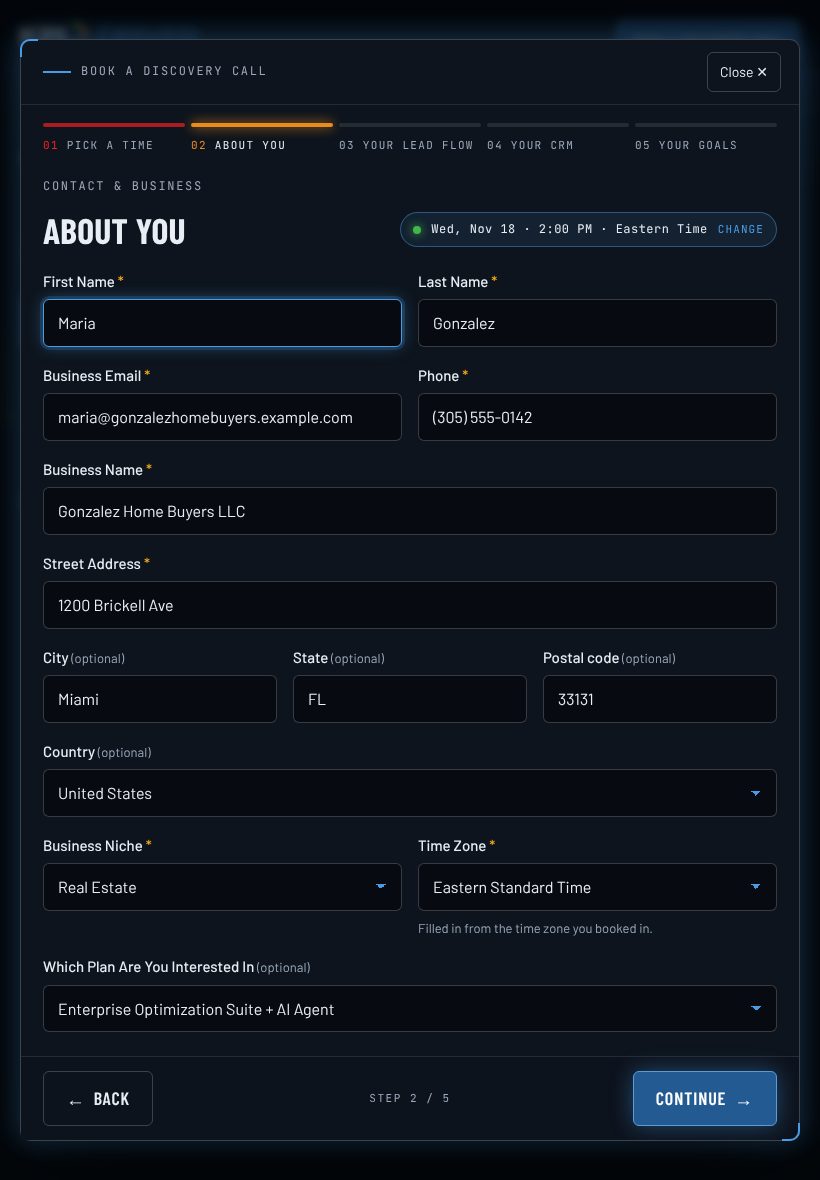 BOOK A DISCOVERY CALL
Close ✕
01 PICK A TIME
02 ABOUT YOU
03 YOUR LEAD FLOW
04 YOUR CRM
05 YOUR GOALS
CONTACT & BUSINESS
ABOUT YOU
Wed, Nov 18 · 2:00 PM · Eastern Time CHANGE
First Name *
Last Name *
Maria
Gonzalez
Business Email *
Phone *
maria@gonzalezhomebuyers.example.com
(305) 555-0142
Business Name *
Gonzalez Home Buyers LLC
Street Address *
1200 Brickell Ave
City (optional)
State (optional)
Postal code (optional)
Miami
FL
33131
Country (optional)
United States
Business Niche *
Time Zone *
Real Estate
Eastern Standard Time
Filled in from the time zone you booked in.
Which Plan Are You Interested In (optional)
Enterprise Optimization Suite + AI Agent
← BACK
STEP 2 / 5
CONTINUE →